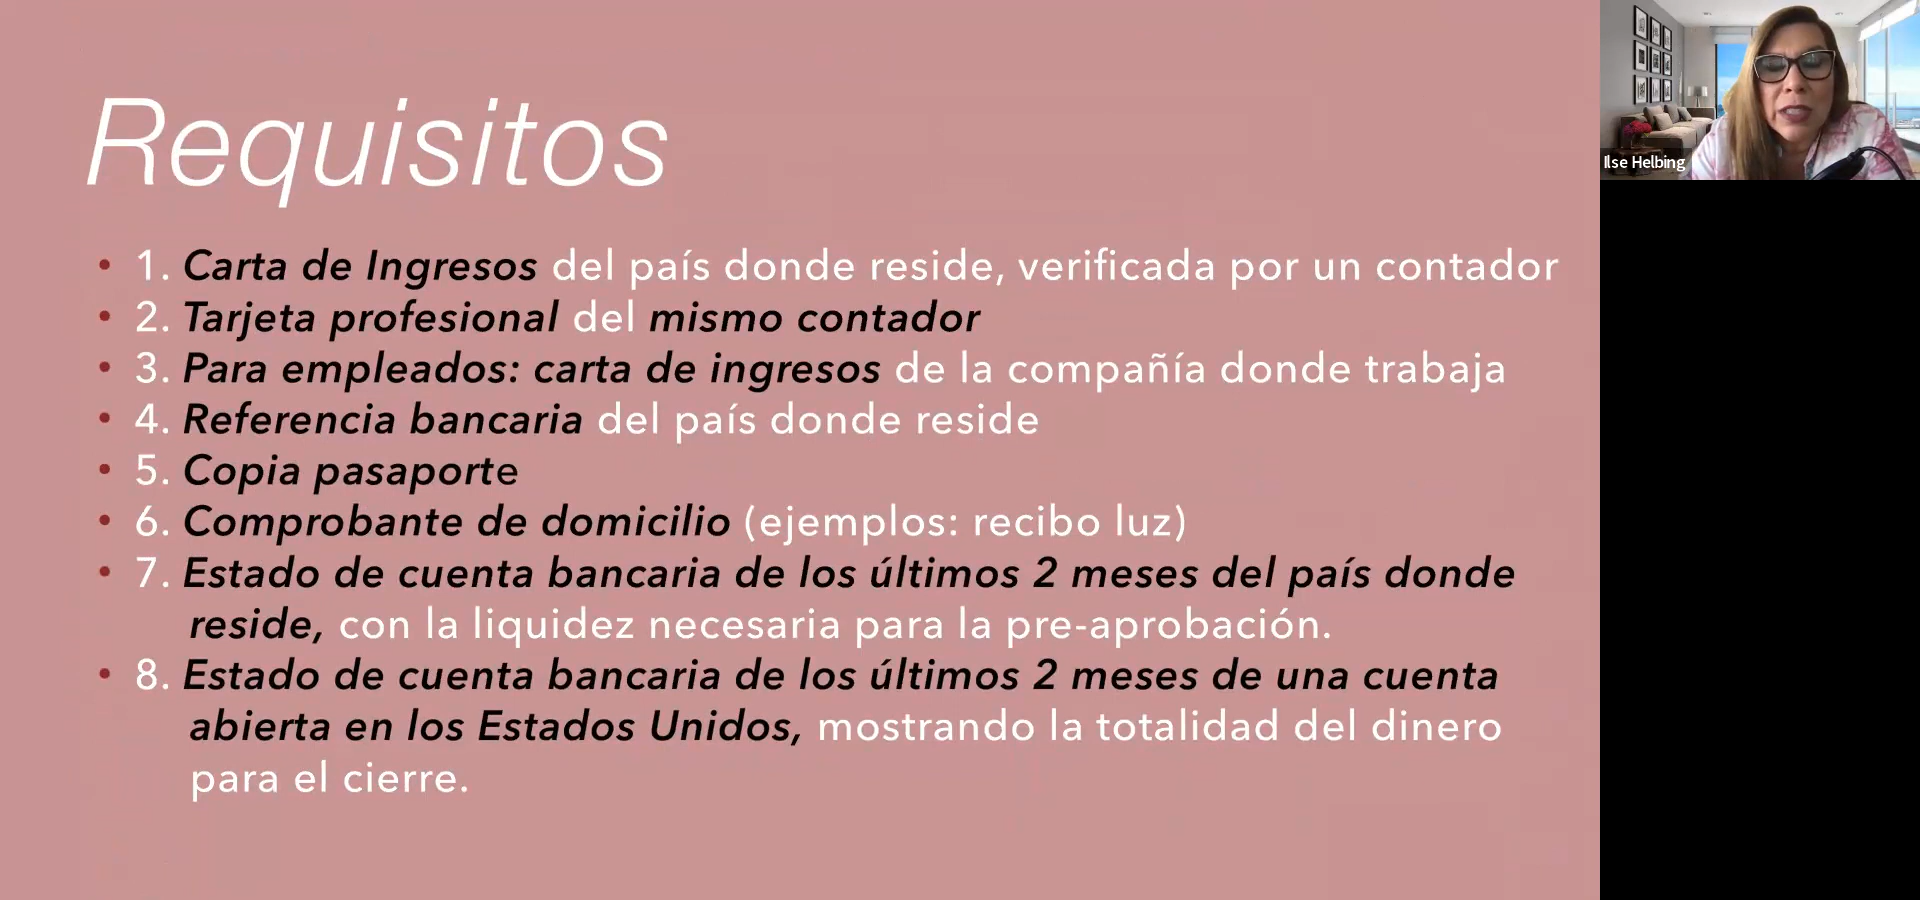 Requisitos
• 1. Carta de Ingresos del país donde reside, verificada por un contador
• 2. Tarjeta profesional del mismo contador
• 3. Para empleados: carta de ingresos de la compañía donde trabaja
• 4. Referencia bancaria del país donde reside
• 5. Copia pasaporte
• 6. Comprobante de domicilio (ejemplos: recibo luz)
• 7. Estado de cuenta bancaria de los últimos 2 meses del país donde
reside, con la liquidez necesaria para la pre-aprobación.
• 8. Estado de cuenta bancaria de los últimos 2 meses de una cuenta
abierta en los Estados Unidos, mostrando la totalidad del dinero
para el cierre.
Ilse Helbing